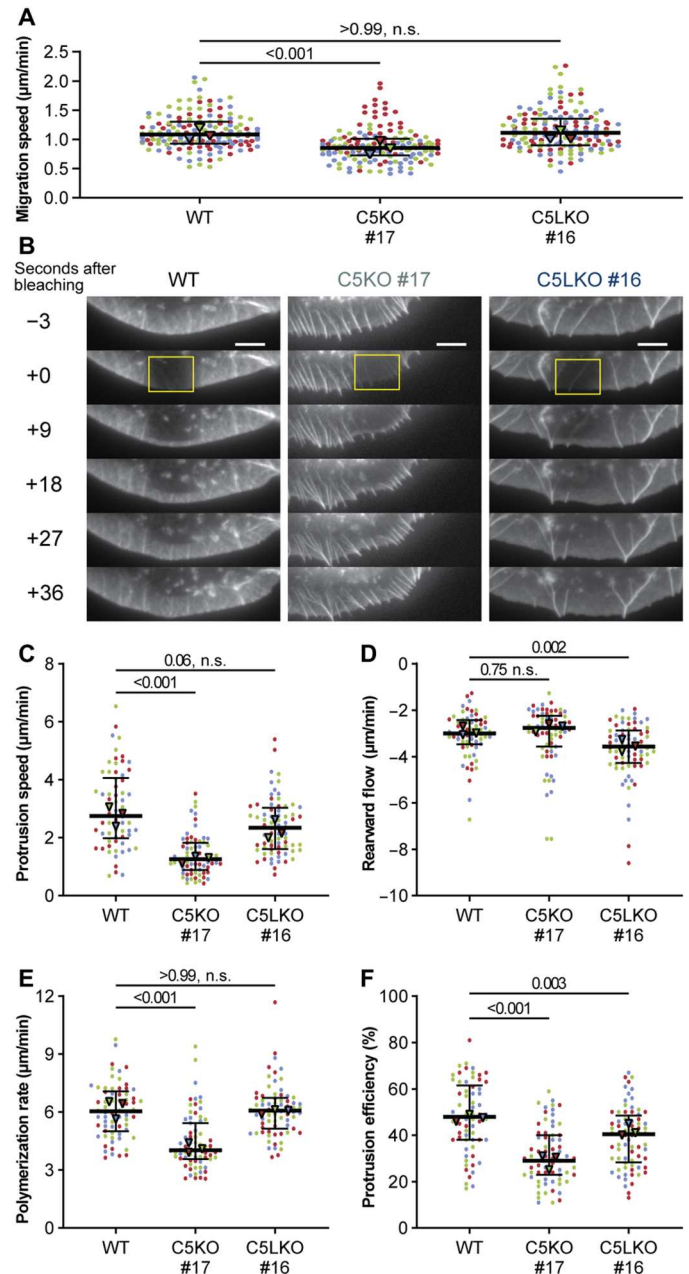 A
>0.99, n.s.
<0.001
Migration speed (µm/min)
2.5
2.0
1.5
1.0
0.5
0.0
WT
C5KO
#17
C5LKO
#16
B
Seconds after
bleaching
WT
C5KO #17
C5LKO #16
−3
+0
+9
+18
+27
+36
C
0.06, n.s.
<0.001
Protrusion speed (µm/min)
8
6
4
2
0
WT
C5KO
#17
C5LKO
#16
D
0.002
0.75 n.s.
Rearward flow (µm/min)
−0
−2
−4
−6
−8
−10
WT
C5KO
#17
C5LKO
#16
E
>0.99, n.s.
<0.001
Polymerization rate (µm/min)
12
9
6
3
0
WT
C5KO
#17
C5LKO
#16
F
0.003
<0.001
Protrusion efficiency (%)
100
80
60
40
20
0
WT
C5KO
#17
C5LKO
#16